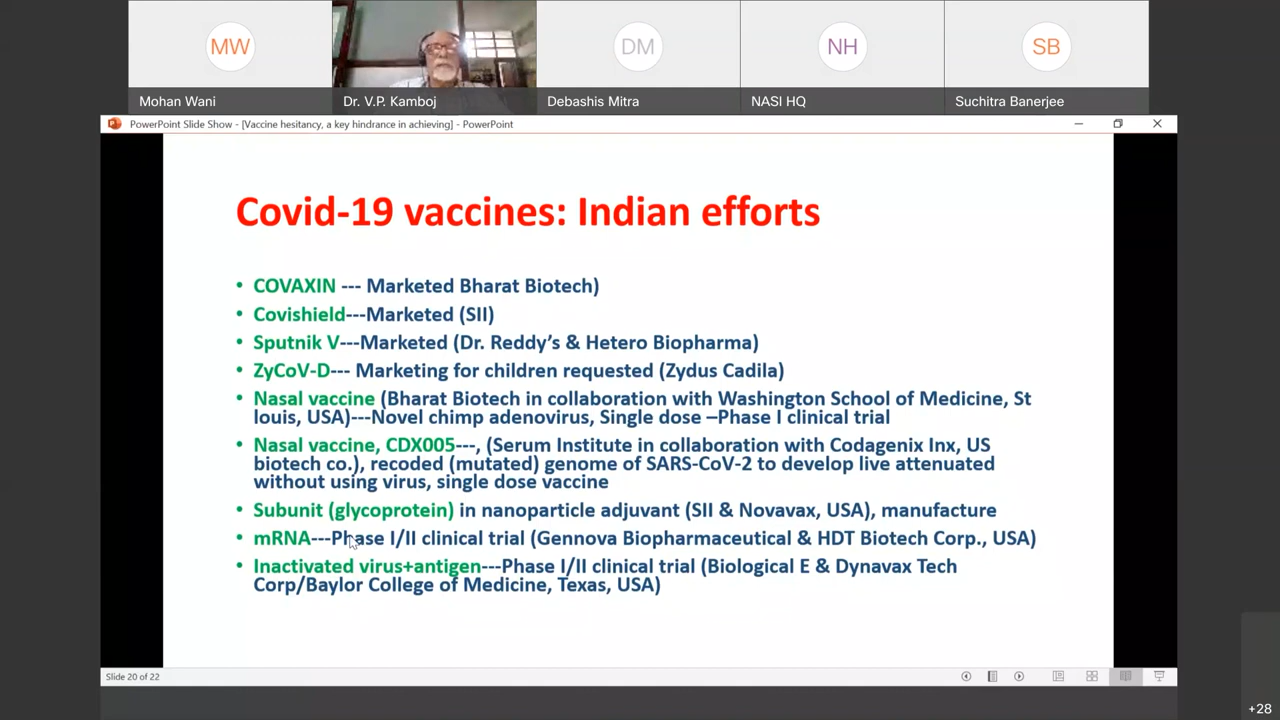 MW
DM
NH
SB
Mohan Wani
Dr. V.P. Kamboj
Debashis Mitra
NASI HQ
Suchitra Banerjee
PowerPoint Slide Show - [Vaccine hesitancy, a key hindrance in achieving] - PowerPoint
Covid-19 vaccines: Indian efforts
• COVAXIN --- Marketed Bharat Biotech)
• Covishield---Marketed (SII)
• Sputnik V---Marketed (Dr. Reddy's & Hetero Biopharma)
• ZyCoV-D--- Marketing for children requested (Zydus Cadila)
• Nasal vaccine (Bharat Biotech in collaboration with Washington School of Medicine, St
louis, USA)---Novel chimp adenovirus, Single dose –Phase I clinical trial
• Nasal vaccine, CDX005---, (Serum Institute in collaboration with Codagenix Inx, US
biotech co.), recoded (mutated) genome of SARS-CoV-2 to develop live attenuated
without using virus, single dose vaccine
• Subunit (glycoprotein) in nanoparticle adjuvant (SII & Novavax, USA), manufacture
• mRNA---Phase I/II clinical trial (Gennova Biopharmaceutical & HDT Biotech Corp., USA)
• Inactivated virus+antigen---Phase I/II clinical trial (Biological E & Dynavax Tech
Corp/Baylor College of Medicine, Texas, USA)
Slide 20 of 22
+28